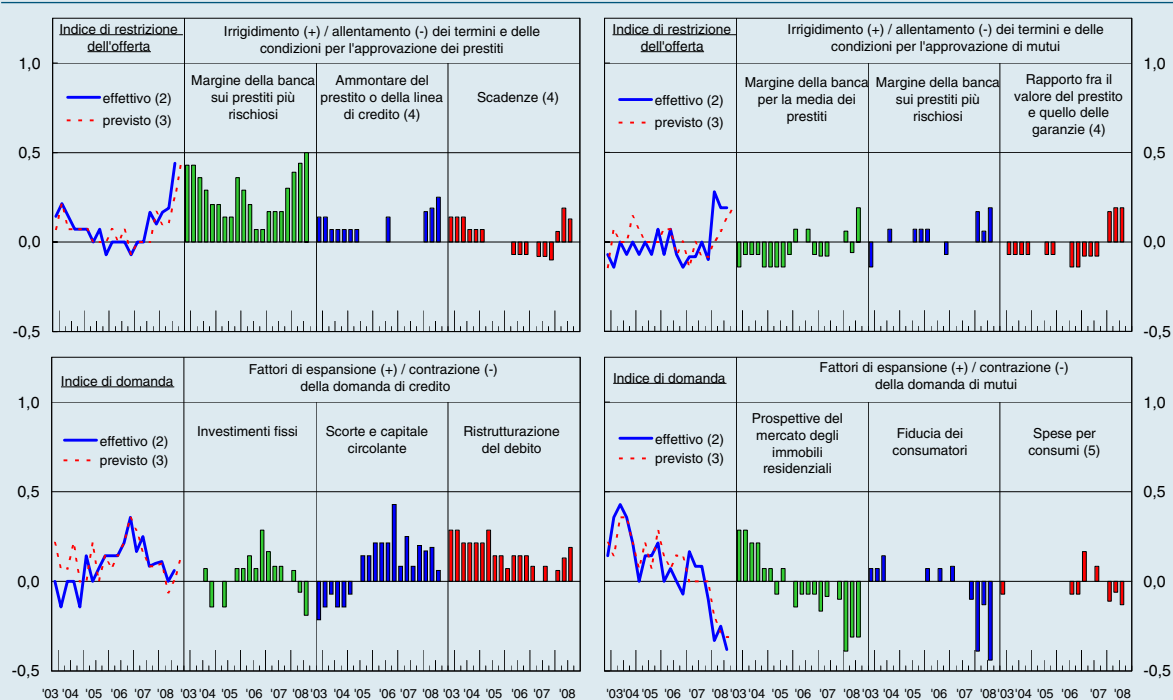 Indice di restrizione
dell'offerta
Irrigidimento (+) / allentamento (-) dei termini e delle
condizioni per l'approvazione dei prestiti
1,0
effettivo (2)
previsto (3)
Margine della banca
sui prestiti più
rischiosi
Ammontare del
prestito o della linea
di credito (4)
Scadenze (4)
0,5
0,0
-0,5
Indice di restrizione
dell'offerta
Irrigidimento (+) / allentamento (-) dei termini e delle
condizioni per l'approvazione di mutui
1,0
effettivo (2)
previsto (3)
Margine della banca
per la media dei
prestiti
Margine della banca
sui prestiti più
rischiosi
Rapporto fra il
valore del prestito
e quello delle
garanzie (4)
0,5
0,0
-0,5
Indice di domanda
Fattori di espansione (+) / contrazione (-)
della domanda di credito
1,0
effettivo (2)
previsto (3)
Investimenti fissi
Scorte e capitale
circolante
Ristrutturazione
del debito
0,5
0,0
-0,5
'03 '04 '05 '06 '07 '08 '03 '04 '05 '06 '07 '08 '03 '04 '05 '06 '07 '08 '03 '04 '05 '06 '07 '08
Indice di domanda
Fattori di espansione (+) / contrazione (-)
della domanda di mutui
1,0
effettivo (2)
previsto (3)
Prospettive del
mercato degli
immobili
residenziali
Fiducia dei
consumatori
Spese per
consumi (5)
0,5
0,0
-0,5
'03'04 '05 '06 '07 '08 '03 '04 '05 '06 '07 '08 '03 '04 '05 '06 '07 '08 '03'04 '05 '06 '07 '08